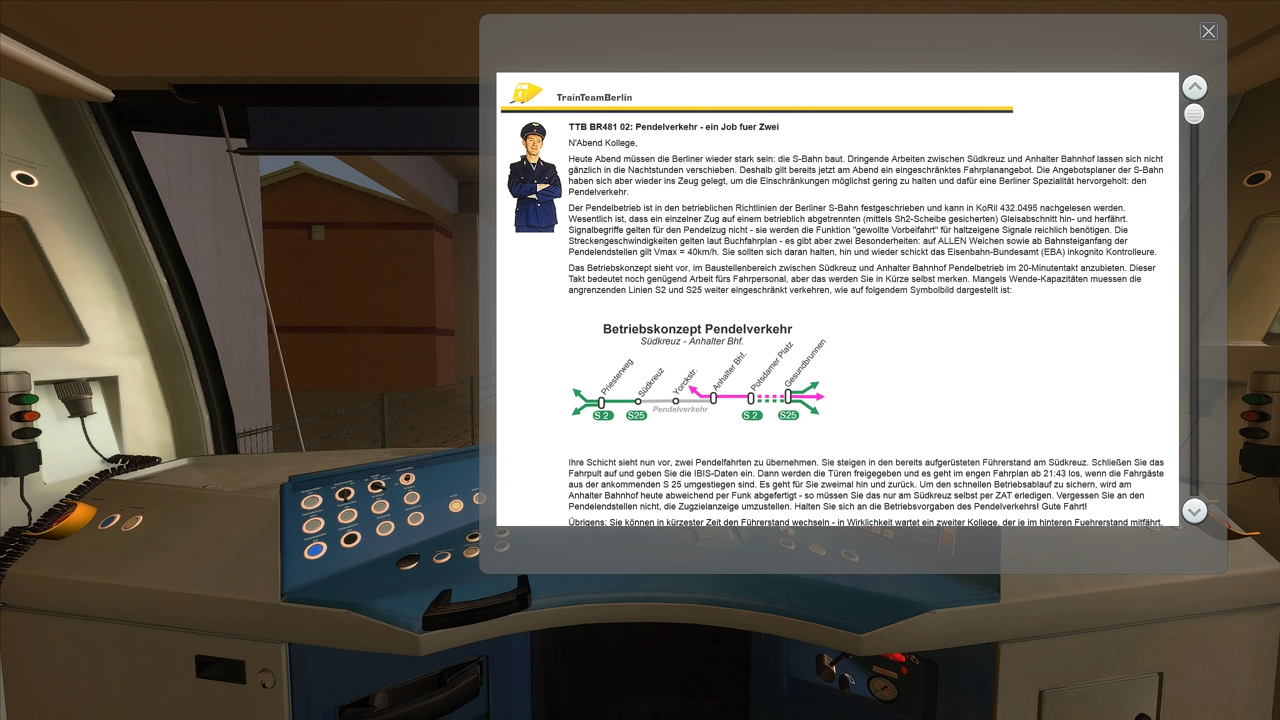 TrainTeamBerlin
TTB BR481 02: Pendelverkehr - ein Job fuer Zwei
N'Abend Kollege,
Heute Abend müssen die Berliner wieder stark sein: die S-Bahn baut. Dringende Arbeiten zwischen Südkreuz und Anhalter Bahnhof lassen sich nicht
gänzlich in die Nachtstunden verschieben. Deshalb gilt bereits jetzt am Abend ein eingeschränktes Fahrplanangebot. Die Angebotsplaner der S-Bahn
haben sich aber wieder ins Zeug gelegt, um die Einschränkungen möglichst gering zu halten und dafür eine Berliner Spezialität hervorgeholt: den
Pendelverkehr.
Der Pendelbetrieb ist in den betrieblichen Richtlinien der Berliner S-Bahn festgeschrieben und kann in KoRil 432.0495 nachgelesen werden.
Wesentlich ist, dass ein einzelner Zug auf einem betrieblich abgetrennten (mittels Sh2-Scheibe gesicherten) Gleisabschnitt hin- und herfährt.
Signalbegriffe gelten für den Pendelzug nicht - sie werden die Funktion "gewollte Vorbeifahrt" für haltzeigene Signale reichlich benötigen. Die
Streckengeschwindigkeiten gelten laut Buchfahrplan - es gibt aber zwei Besonderheiten: auf ALLEN Weichen sowie ab Bahnsteiganfang der
Pendelendstellen gilt Vmax = 40km/h. Sie sollten sich daran halten, hin und wieder schickt das Eisenbahn-Bundesamt (EBA) inkognito Kontrolleure.
Das Betriebskonzept sieht vor, im Baustellenbereich zwischen Südkreuz und Anhalter Bahnhof Pendelbetrieb im 20-Minutentakt anzubieten. Dieser
Takt bedeutet noch genügend Arbeit fürs Fahrpersonal, aber das werden Sie in Kürze selbst merken. Mangels Wende-Kapazitäten muessen die
angrenzenden Linien S2 und S25 weiter eingeschränkt verkehren, wie auf folgendem Symbolbild dargestellt ist:
Betriebskonzept Pendelverkehr
Südkreuz - Anhalter Bhf.
Priesterweg
Südkreuz
Yorckstr.
Anhalter Bhf.
Potsdamer Platz
Gesundbrunnen
Pendelverkehr
S 2
S25
S 2
S25
Ihre Schicht sieht nun vor, zwei Pendelfahrten zu übernehmen. Sie steigen in den bereits aufgerüsteten Führerstand am Südkreuz. Schließen Sie das
Fahrpult auf und geben Sie die IBIS-Daten ein. Dann werden die Türen freigegeben und es geht im engen Fahrplan ab 21:43 los, wenn die Fahrgäste
aus der ankommenden S 25 umgestiegen sind. Es geht für Sie zweimal hin und zurück. Um den schnellen Betriebsablauf zu sichern, wird am
Anhalter Bahnhof heute abweichend per Funk abgefertigt - so müssen Sie das nur am Südkreuz selbst per ZAT erledigen. Vergessen Sie an den
Pendelendstellen nicht, die Zugzielanzeige umzustellen. Halten Sie sich an die Betriebsvorgaben des Pendelverkehrs! Gute Fahrt!
Übrigens: Sie können in kürzester Zeit den Führerstand wechseln - in Wirklichkeit wartet ein zweiter Kollege, der je im hinteren Fuehrerstand mitfährt.